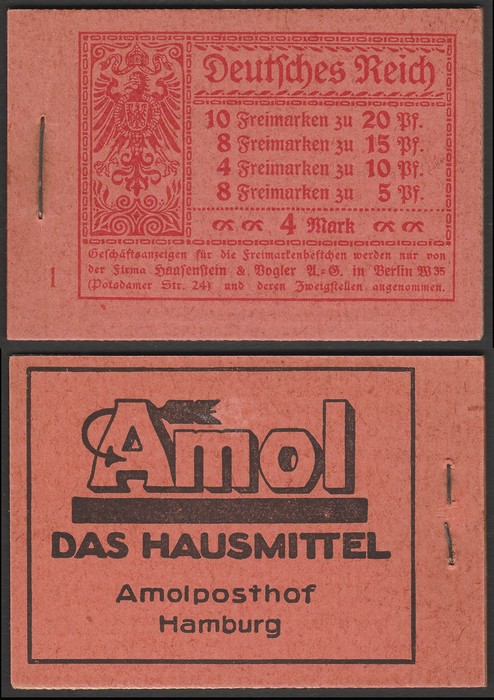 Deutsches Reich
10 Freimarken zu 20 Pf.
8 Freimarken zu 15 Pf.
4 Freimarken zu 10 Pf.
8 Freimarken zu 5 Pf.
4 Mark
Geschäftsanzeigen für die Freimarkenheftchen werden nur von
der Firma Haasenstein & Vogler A.=G. in Berlin W 35
(Potsdamer Str. 24) und deren Zweigstellen angenommen.
1
Amol
DAS HAUSMITTEL
Amolposthof
Hamburg